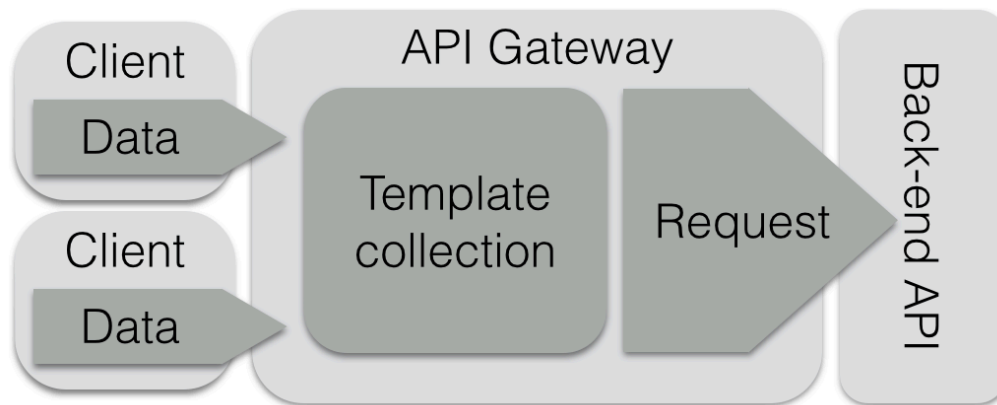 Client
Data
Client
Data
API Gateway
Template
collection
Request
Back-end API